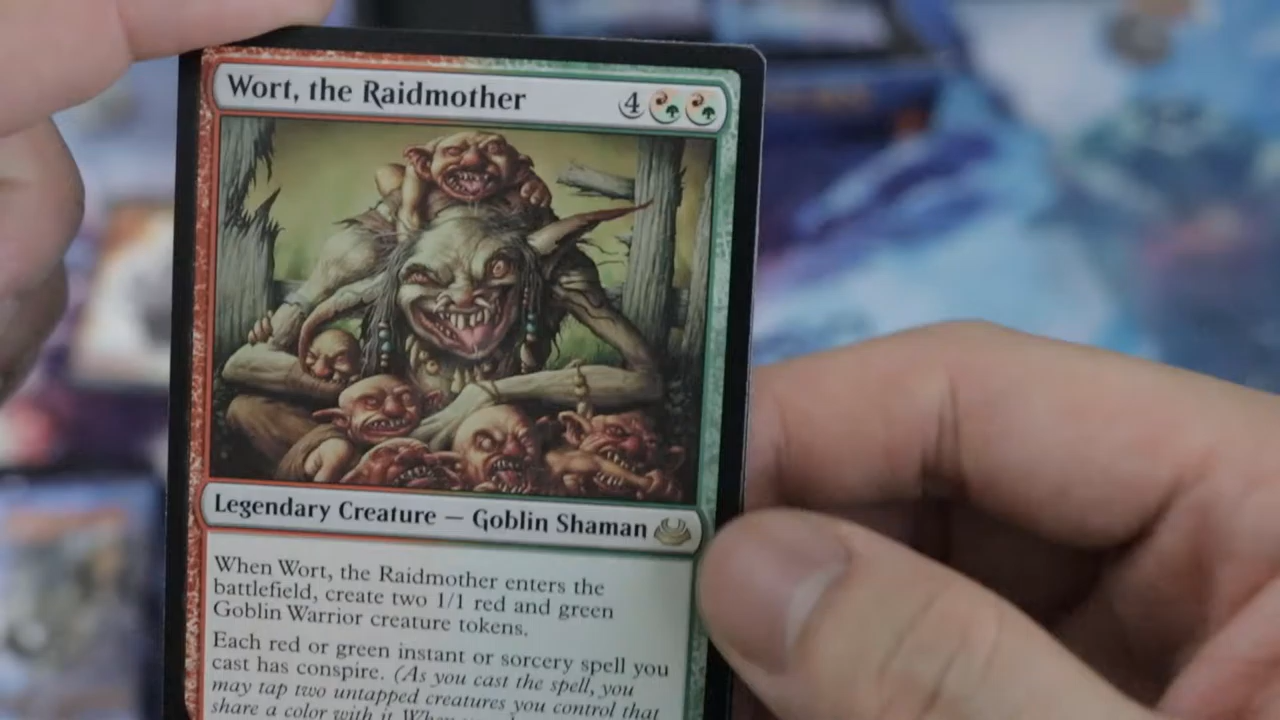 Wort, the Raidmother 4
Legendary Creature — Goblin Shaman
When Wort, the Raidmother enters the
battlefield, create two 1/1 red and green
Goblin Warrior creature tokens.
Each red or green instant or sorcery spell you
cast has conspire. (As you cast the spell, you
may tap two untapped creatures you control that
share a color with it. When you